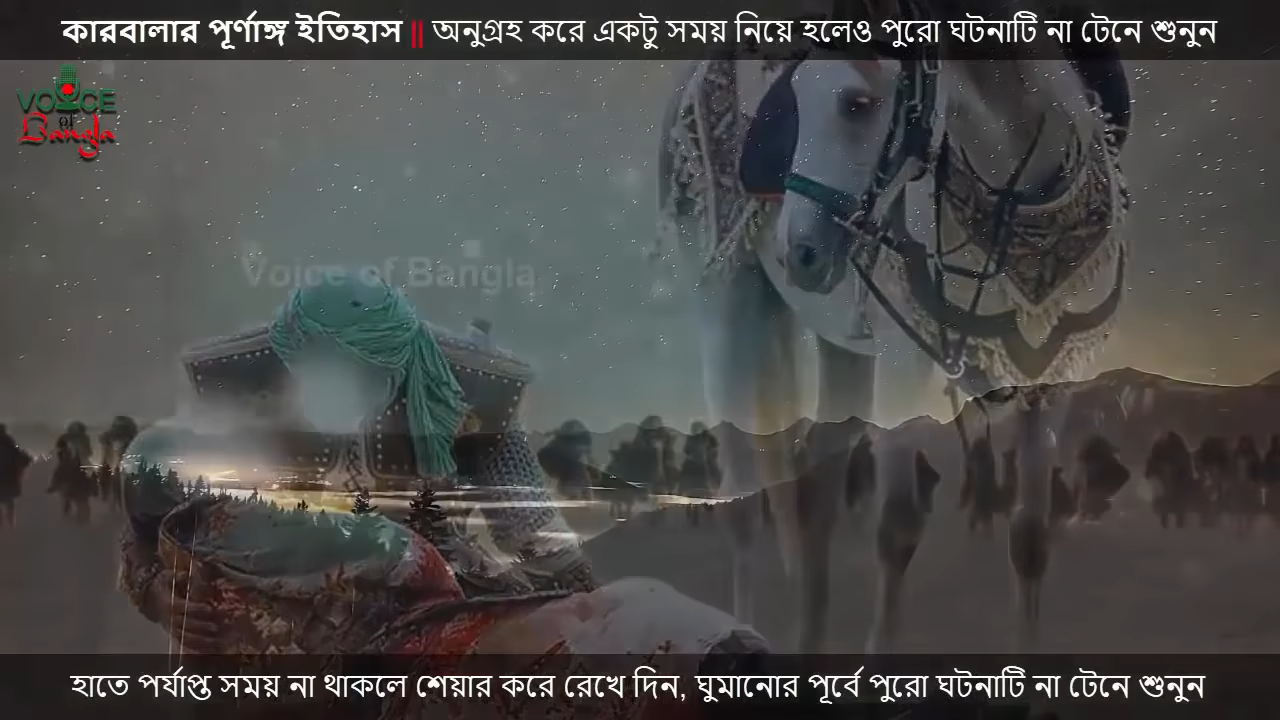 কারবালার পূর্ণাঙ্গ ইতিহাস || অনুগ্রহ করে একটু সময় নিয়ে হলেও পুরো ঘটনাটি না টেনে শুনুন
VOICE
of
Bangla
Voice of Bangla
হাতে পর্যাপ্ত সময় না থাকলে শেয়ার করে রেখে দিন, ঘুমানোর পূর্বে পুরো ঘটনাটি না টেনে শুনুন